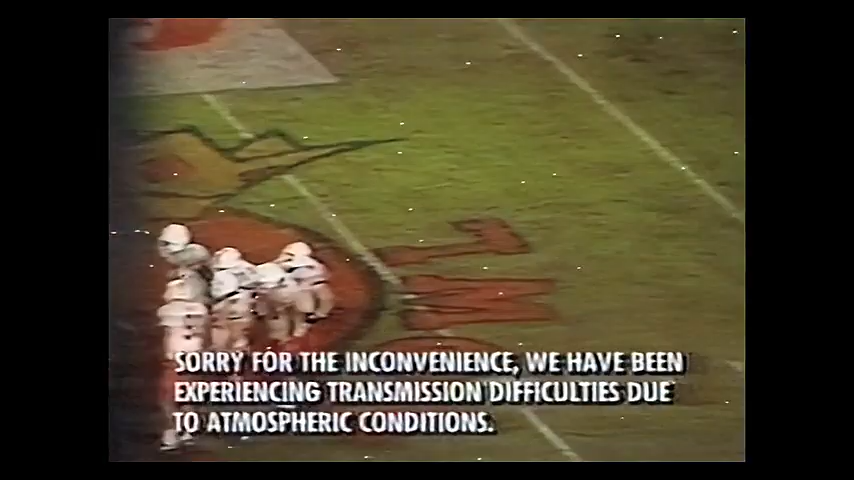 SORRY FOR THE INCONVENIENCE, WE HAVE BEEN
EXPERIENCING TRANSMISSION DIFFICULTIES DUE
TO ATMOSPHERIC CONDITIONS.